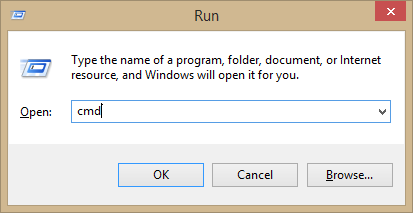 Run
Type the name of a program, folder, document, or Internet
resource, and Windows will open it for you.
Open: cmd
OK Cancel Browse...